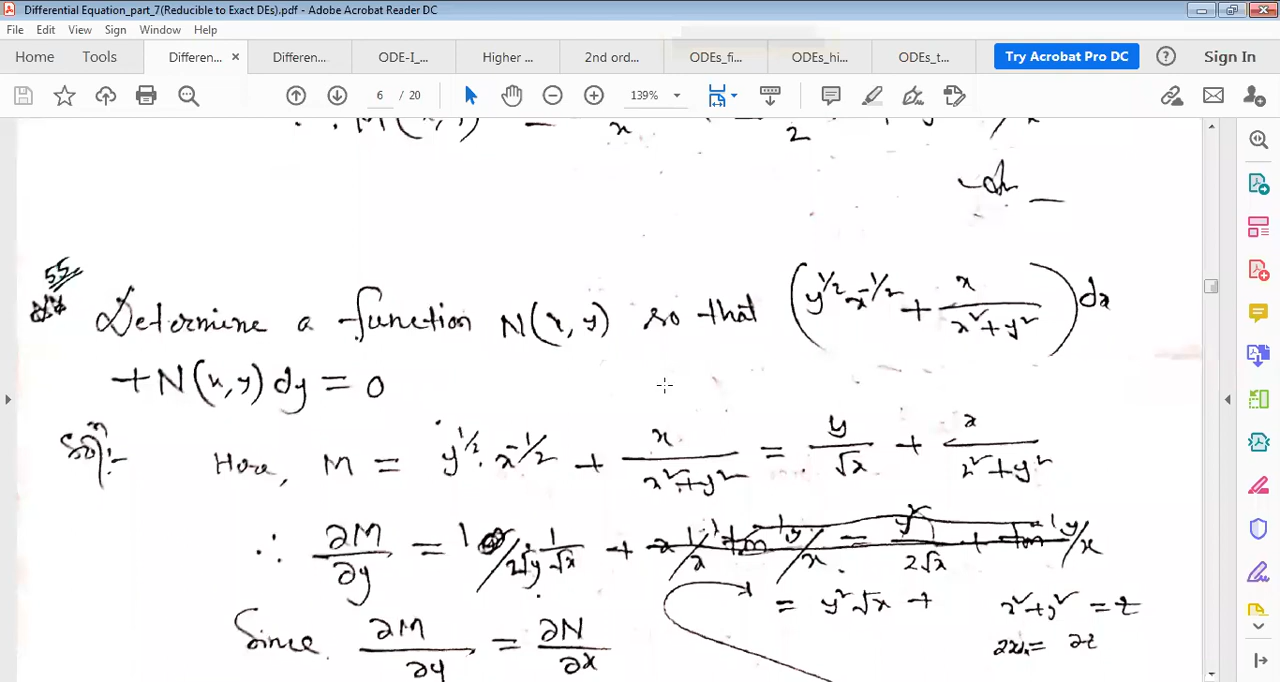 Differential Equation_part_7(Reducible to Exact DEs).pdf - Adobe Acrobat Reader DC
File Edit View Sign Window Help
Home Tools Differen... × Differen... ODE-I_... Higher ... 2nd ord... ODEs_fi... ODEs_hi... ODEs_t... Try Acrobat Pro DC Sign In
6 / 20 139%
55.
Determine a function N(x, y) so that (y^{1/2} x^{-1/2} + x/(x²+y²)) dx
+ N(x, y) dy = 0
Solⁿ:- Here, M = y^{1/2} · x^{-1/2} + x/(x²+y²) = y/√x + x/(x²+y²)
∴ ∂M/∂y = 1/2√y · 1/√x +
= y²√x + x²+y² = z
Since ∂M/∂y = ∂N/∂x 2x = ∂z